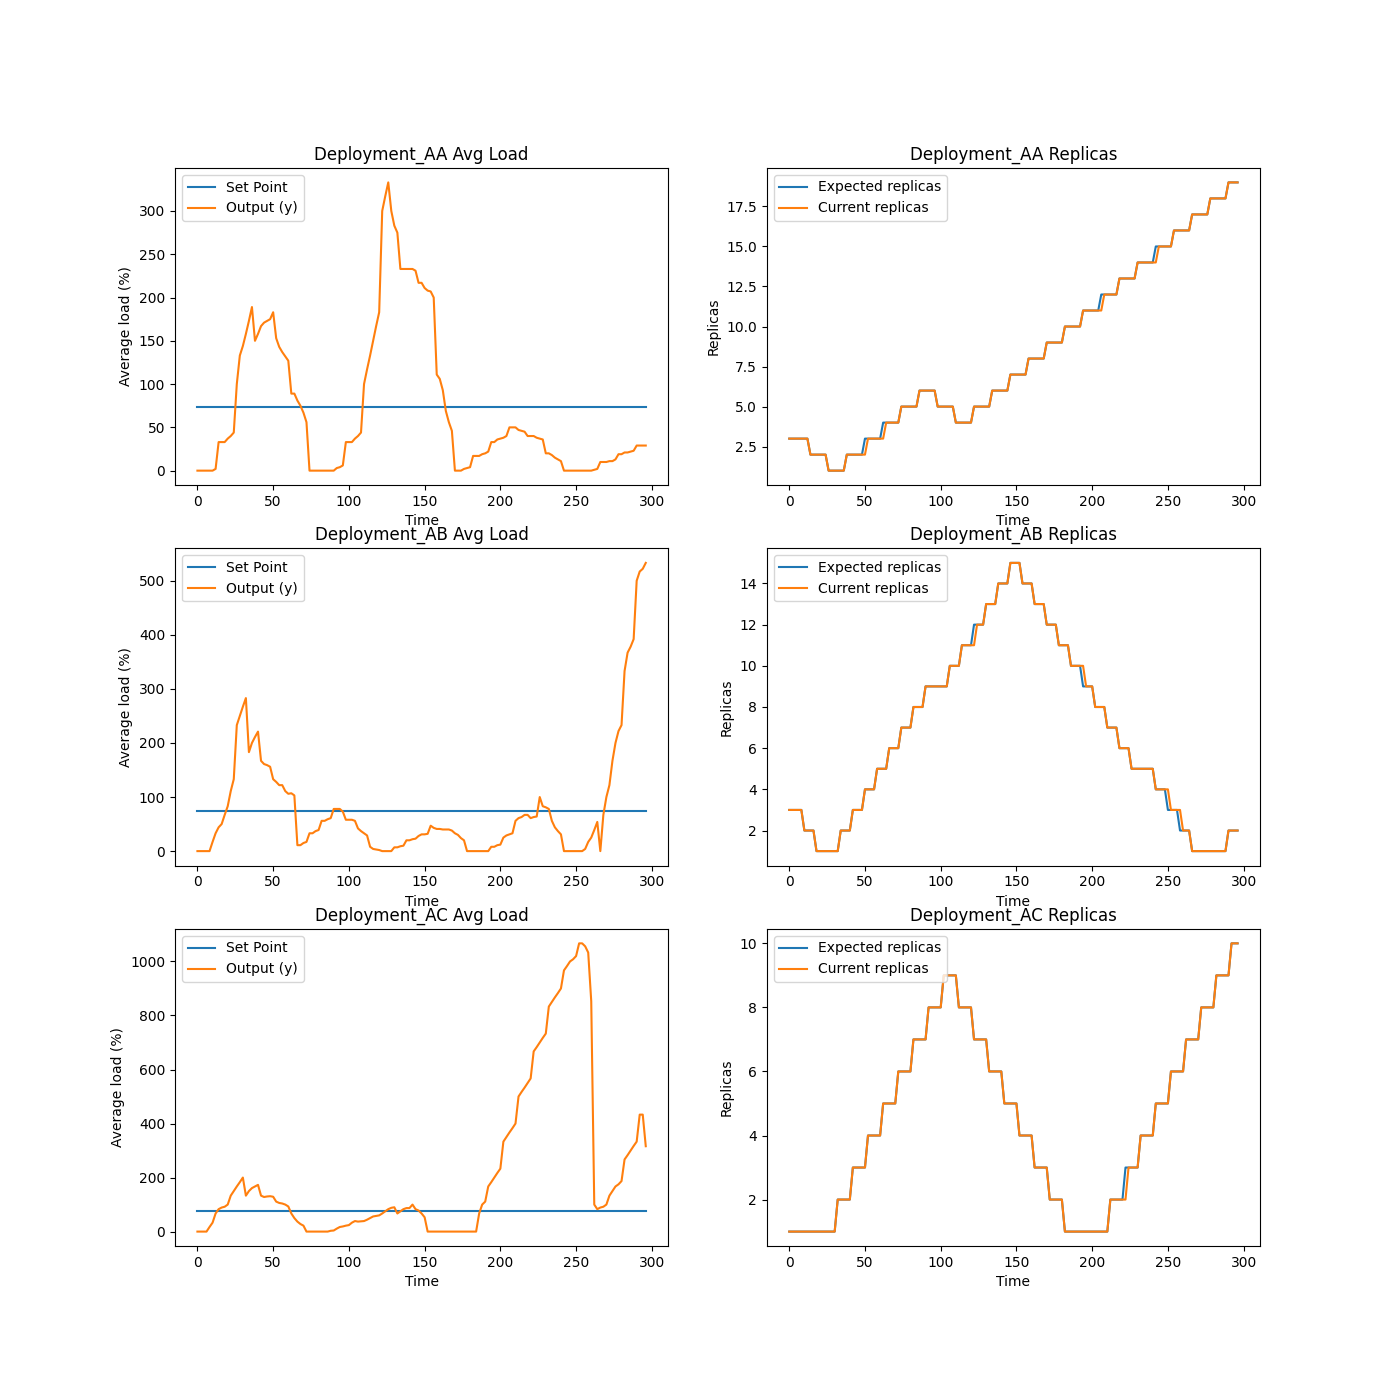 Deployment_AA Avg Load
Set Point
Output (y)
Average load (%)
300
250
200
150
100
50
0
0 50 100 150 200 250 300
Time
Deployment_AA Replicas
Expected replicas
Current replicas
Replicas
17.5
15.0
12.5
10.0
7.5
5.0
2.5
0 50 100 150 200 250 300
Time
Deployment_AB Avg Load
Set Point
Output (y)
Average load (%)
500
400
300
200
100
0
0 50 100 150 200 250 300
Time
Deployment_AB Replicas
Expected replicas
Current replicas
Replicas
14
12
10
8
6
4
2
0 50 100 150 200 250 300
Time
Deployment_AC Avg Load
Set Point
Output (y)
Average load (%)
1000
800
600
400
200
0
0 50 100 150 200 250 300
Time
Deployment_AC Replicas
Expected replicas
Current replicas
Replicas
10
8
6
4
2
0 50 100 150 200 250 300
Time